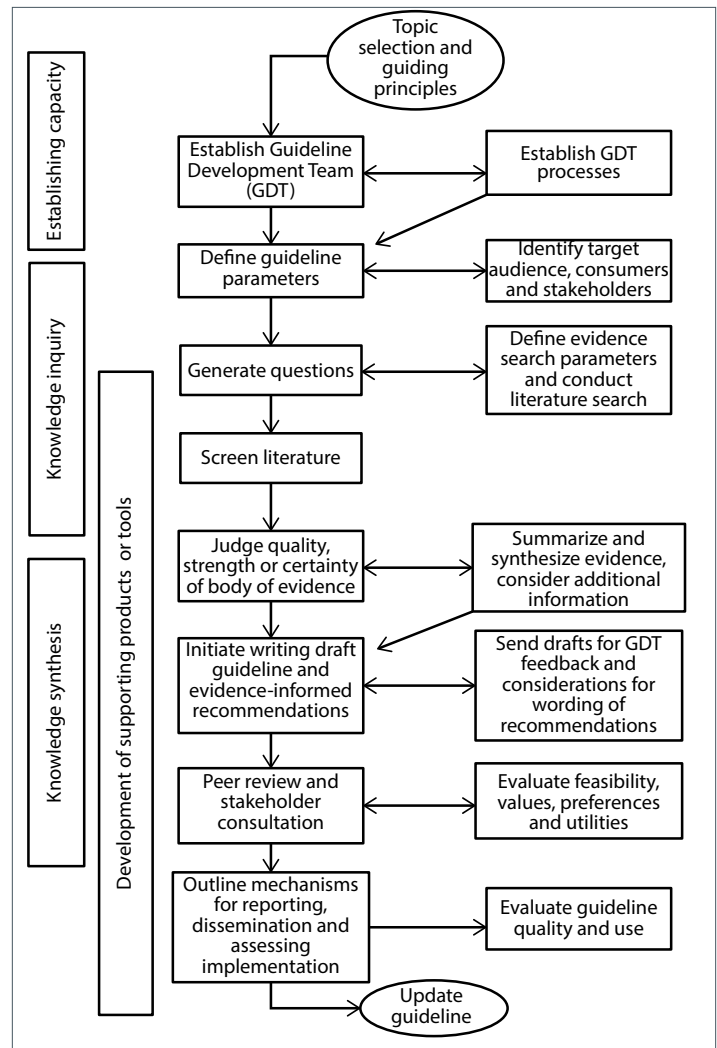 Topic
selection and
guiding
principles
Establishing capacity
Establish Guideline
Development Team
(GDT)
Establish GDT
processes
Define guideline
parameters
Identify target
audience, consumers
and stakeholders
Knowledge inquiry
Generate questions
Define evidence
search parameters
and conduct
literature search
Screen literature
Development of supporting products or tools
Judge quality,
strength or certainty
of body of evidence
Summarize and
synthesize evidence,
consider additional
information
Knowledge synthesis
Initiate writing draft
guideline and
evidence-informed
recommendations
Send drafts for GDT
feedback and
considerations for
wording of
recommendations
Peer review and
stakeholder
consultation
Evaluate feasibility,
values, preferences
and utilities
Outline mechanisms
for reporting,
dissemination and
assessing
implementation
Evaluate guideline
quality and use
Update
guideline